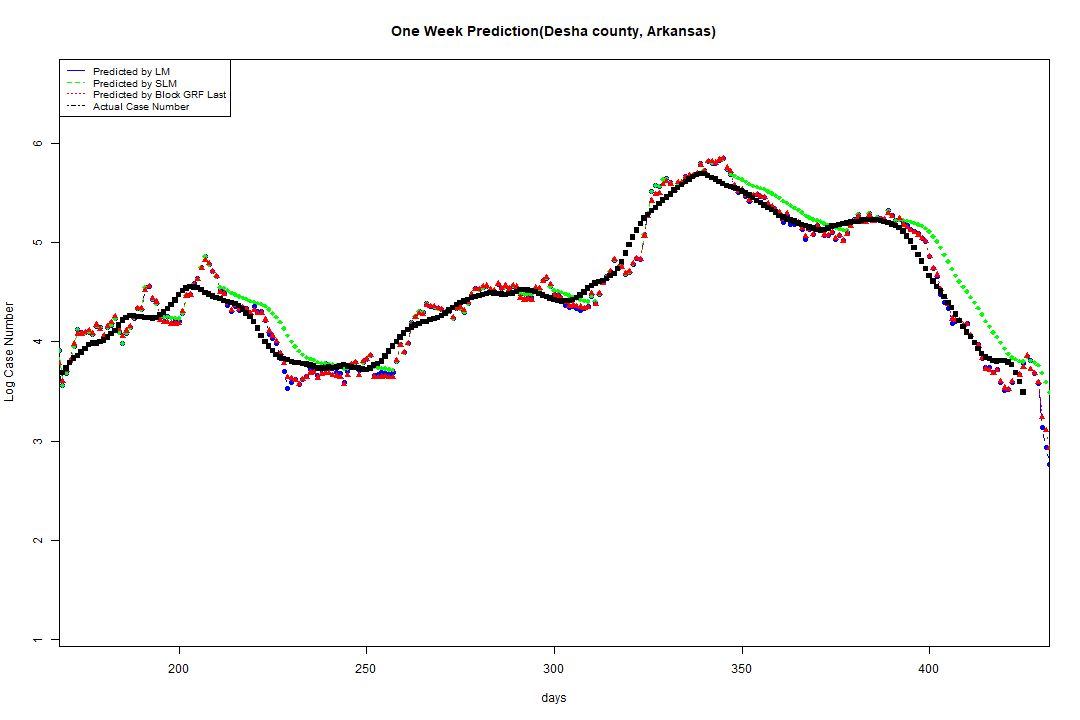 One Week Prediction(Desha county, Arkansas)
Predicted by LM
Predicted by SLM
Predicted by Block GRF Last
Actual Case Number
Log Case Number
6
5
4
3
2
1
200 250 300 350 400
days